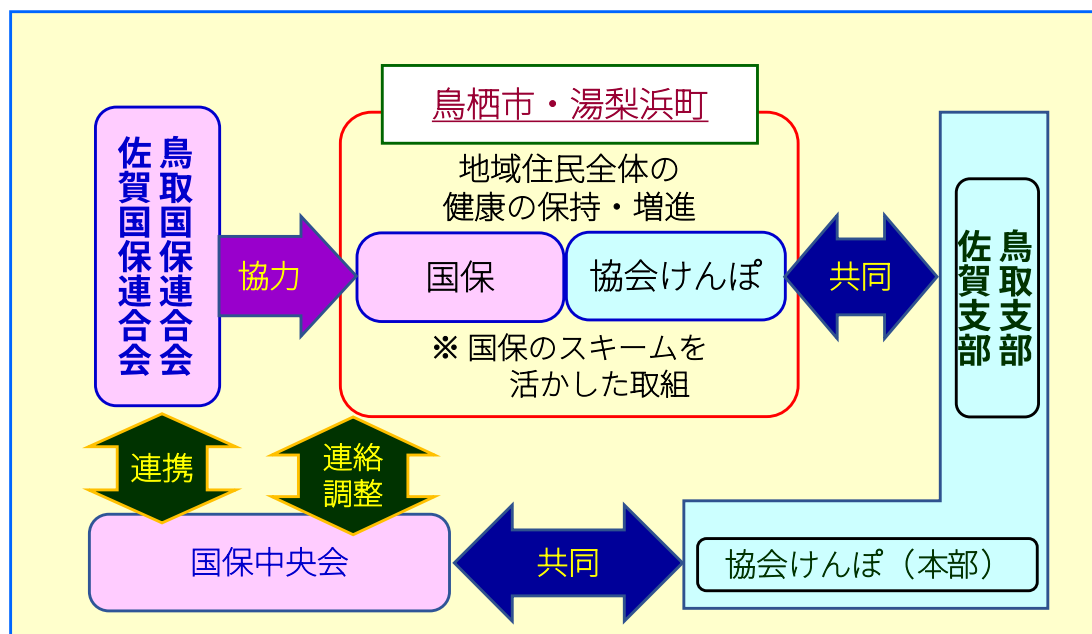 鳥栖市・湯梨浜町
地域住民全体の
健康の保持・増進
鳥取国保連合会
佐賀国保連合会
協力
国保
協会けんぽ
共同
鳥取支部
佐賀支部
※ 国保のスキームを
活かした取組
連携
連絡
調整
国保中央会
共同
協会けんぽ（本部）